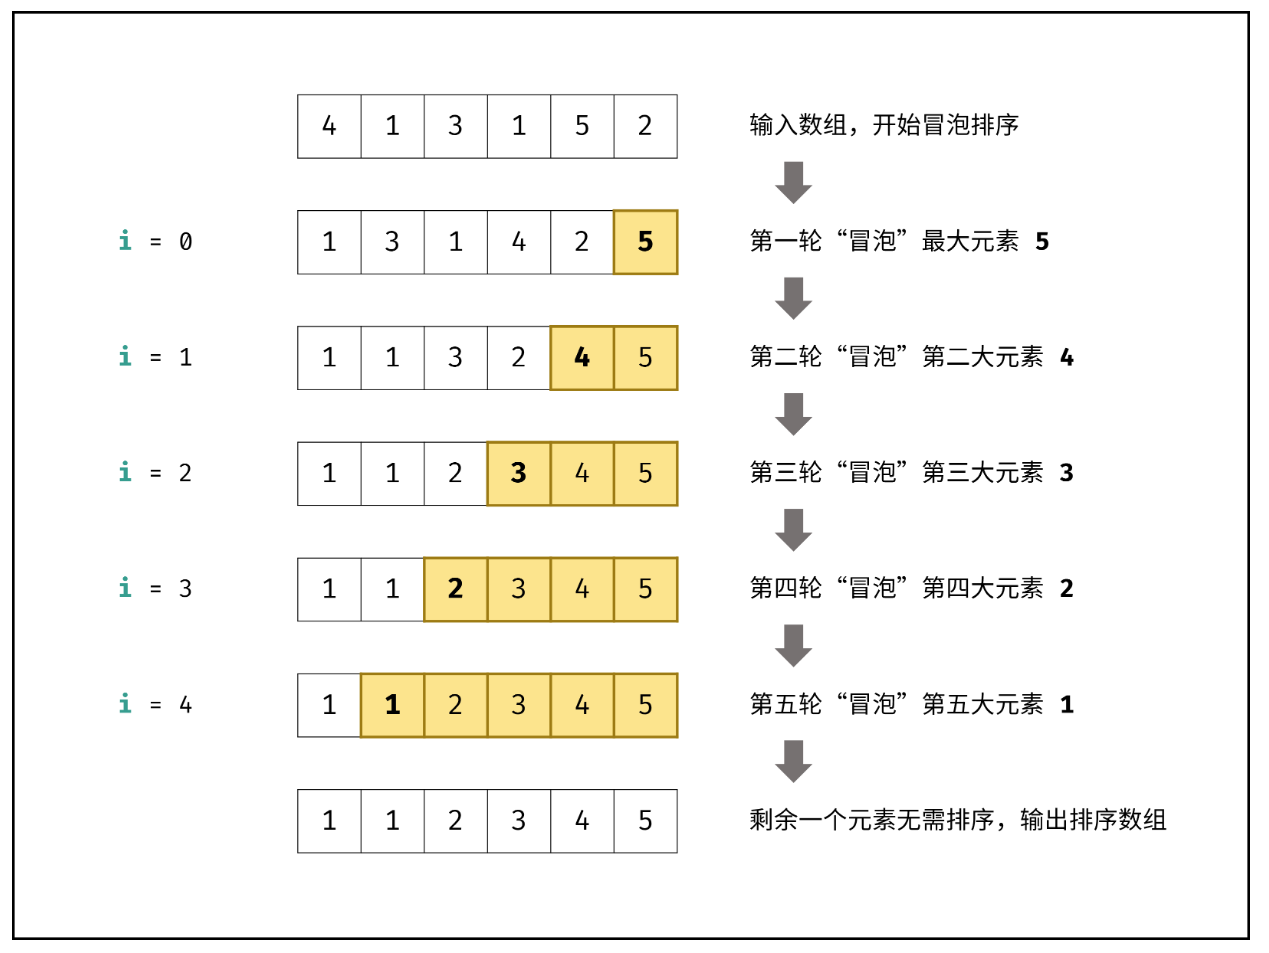 4 1 3 1 5 2 输入数组，开始冒泡排序
i = 0 1 3 1 4 2 5 第一轮“冒泡”最大元素 5
i = 1 1 1 3 2 4 5 第二轮“冒泡”第二大元素 4
i = 2 1 1 2 3 4 5 第三轮“冒泡”第三大元素 3
i = 3 1 1 2 3 4 5 第四轮“冒泡”第四大元素 2
i = 4 1 1 2 3 4 5 第五轮“冒泡”第五大元素 1
1 1 2 3 4 5 剩余一个元素无需排序，输出排序数组